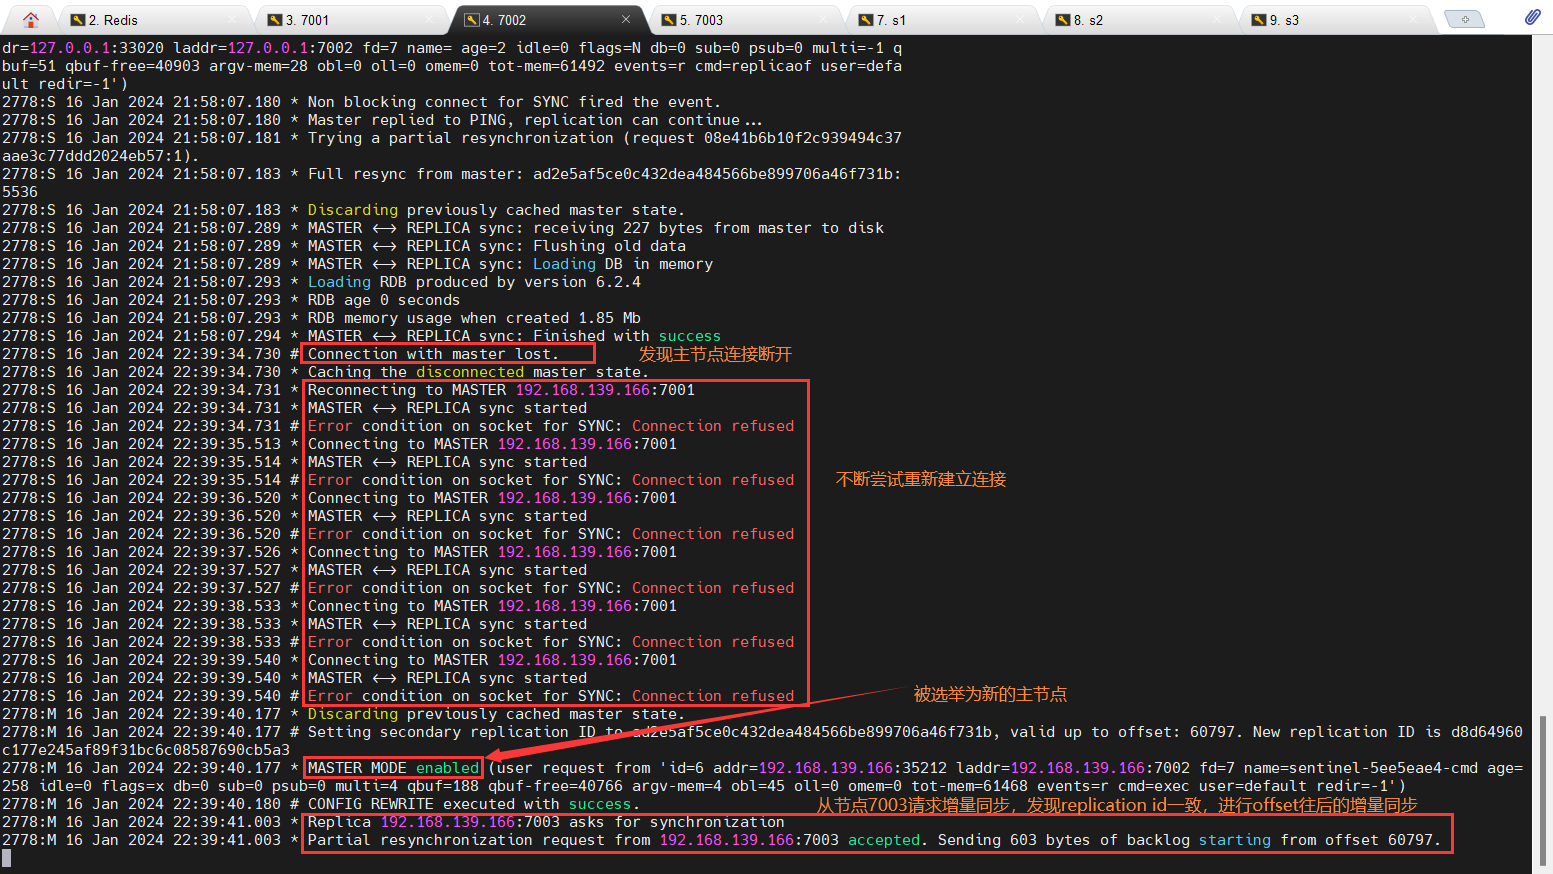 2. Redis
3. 7001
4. 7002
5. 7003
7. s1
8. s2
9. s3
dr=127.0.0.1:33020 laddr=127.0.0.1:7002 fd=7 name= age=2 idle=0 flags=N db=0 sub=0 psub=0 multi=-1 q
buf=51 qbuf-free=40903 argv-mem=28 obl=0 oll=0 omem=0 tot-mem=61492 events=r cmd=replicaof user=defa
ult redir=-1')
2778:S 16 Jan 2024 21:58:07.180 * Non blocking connect for SYNC fired the event.
2778:S 16 Jan 2024 21:58:07.180 * Master replied to PING, replication can continue...
2778:S 16 Jan 2024 21:58:07.181 * Trying a partial resynchronization (request 08e41b6b10f2c939494c37
aae3c77ddd2024eb57:1).
2778:S 16 Jan 2024 21:58:07.183 * Full resync from master: ad2e5af5ce0c432dea484566be899706a46f731b:
5536
2778:S 16 Jan 2024 21:58:07.183 * Discarding previously cached master state.
2778:S 16 Jan 2024 21:58:07.289 * MASTER <-> REPLICA sync: receiving 227 bytes from master to disk
2778:S 16 Jan 2024 21:58:07.289 * MASTER <-> REPLICA sync: Flushing old data
2778:S 16 Jan 2024 21:58:07.289 * MASTER <-> REPLICA sync: Loading DB in memory
2778:S 16 Jan 2024 21:58:07.293 * Loading RDB produced by version 6.2.4
2778:S 16 Jan 2024 21:58:07.293 * RDB age 0 seconds
2778:S 16 Jan 2024 21:58:07.293 * RDB memory usage when created 1.85 Mb
2778:S 16 Jan 2024 21:58:07.294 * MASTER <-> REPLICA sync: Finished with success
2778:S 16 Jan 2024 22:39:34.730 # Connection with master lost. 发现主节点连接断开
2778:S 16 Jan 2024 22:39:34.730 * Caching the disconnected master state.
2778:S 16 Jan 2024 22:39:34.731 * Reconnecting to MASTER 192.168.139.166:7001
2778:S 16 Jan 2024 22:39:34.731 * MASTER <-> REPLICA sync started
2778:S 16 Jan 2024 22:39:34.731 # Error condition on socket for SYNC: Connection refused
2778:S 16 Jan 2024 22:39:35.513 * Connecting to MASTER 192.168.139.166:7001
2778:S 16 Jan 2024 22:39:35.514 * MASTER <-> REPLICA sync started
2778:S 16 Jan 2024 22:39:35.514 # Error condition on socket for SYNC: Connection refused 不断尝试重新建立连接
2778:S 16 Jan 2024 22:39:36.520 * Connecting to MASTER 192.168.139.166:7001
2778:S 16 Jan 2024 22:39:36.520 * MASTER <-> REPLICA sync started
2778:S 16 Jan 2024 22:39:36.520 # Error condition on socket for SYNC: Connection refused
2778:S 16 Jan 2024 22:39:37.526 * Connecting to MASTER 192.168.139.166:7001
2778:S 16 Jan 2024 22:39:37.527 * MASTER <-> REPLICA sync started
2778:S 16 Jan 2024 22:39:37.527 # Error condition on socket for SYNC: Connection refused
2778:S 16 Jan 2024 22:39:38.533 * Connecting to MASTER 192.168.139.166:7001
2778:S 16 Jan 2024 22:39:38.533 * MASTER <-> REPLICA sync started
2778:S 16 Jan 2024 22:39:38.533 # Error condition on socket for SYNC: Connection refused
2778:S 16 Jan 2024 22:39:39.540 * Connecting to MASTER 192.168.139.166:7001
2778:S 16 Jan 2024 22:39:39.540 * MASTER <-> REPLICA sync started
2778:S 16 Jan 2024 22:39:39.540 # Error condition on socket for SYNC: Connection refused 被选举为新的主节点
2778:M 16 Jan 2024 22:39:40.177 * Discarding previously cached master state.
2778:M 16 Jan 2024 22:39:40.177 # Setting secondary replication ID to ad2e5af5ce0c432dea484566be899706a46f731b, valid up to offset: 60797. New replication ID is d8d64960
c177e245af89f31bc6c08587690cb5a3
2778:M 16 Jan 2024 22:39:40.177 * MASTER MODE enabled (user request from 'id=6 addr=192.168.139.166:35212 laddr=192.168.139.166:7002 fd=7 name=sentinel-5ee5eae4-cmd age=
258 idle=0 flags=x db=0 sub=0 psub=0 multi=4 qbuf=188 qbuf-free=40766 argv-mem=4 obl=45 oll=0 omem=0 tot-mem=61468 events=r cmd=exec user=default redir=-1')
2778:M 16 Jan 2024 22:39:40.180 # CONFIG REWRITE executed with success. 从节点7003请求增量同步，发现replication id一致，进行offset往后的增量同步
2778:M 16 Jan 2024 22:39:41.003 * Replica 192.168.139.166:7003 asks for synchronization
2778:M 16 Jan 2024 22:39:41.003 * Partial resynchronization request from 192.168.139.166:7003 accepted. Sending 603 bytes of backlog starting from offset 60797.